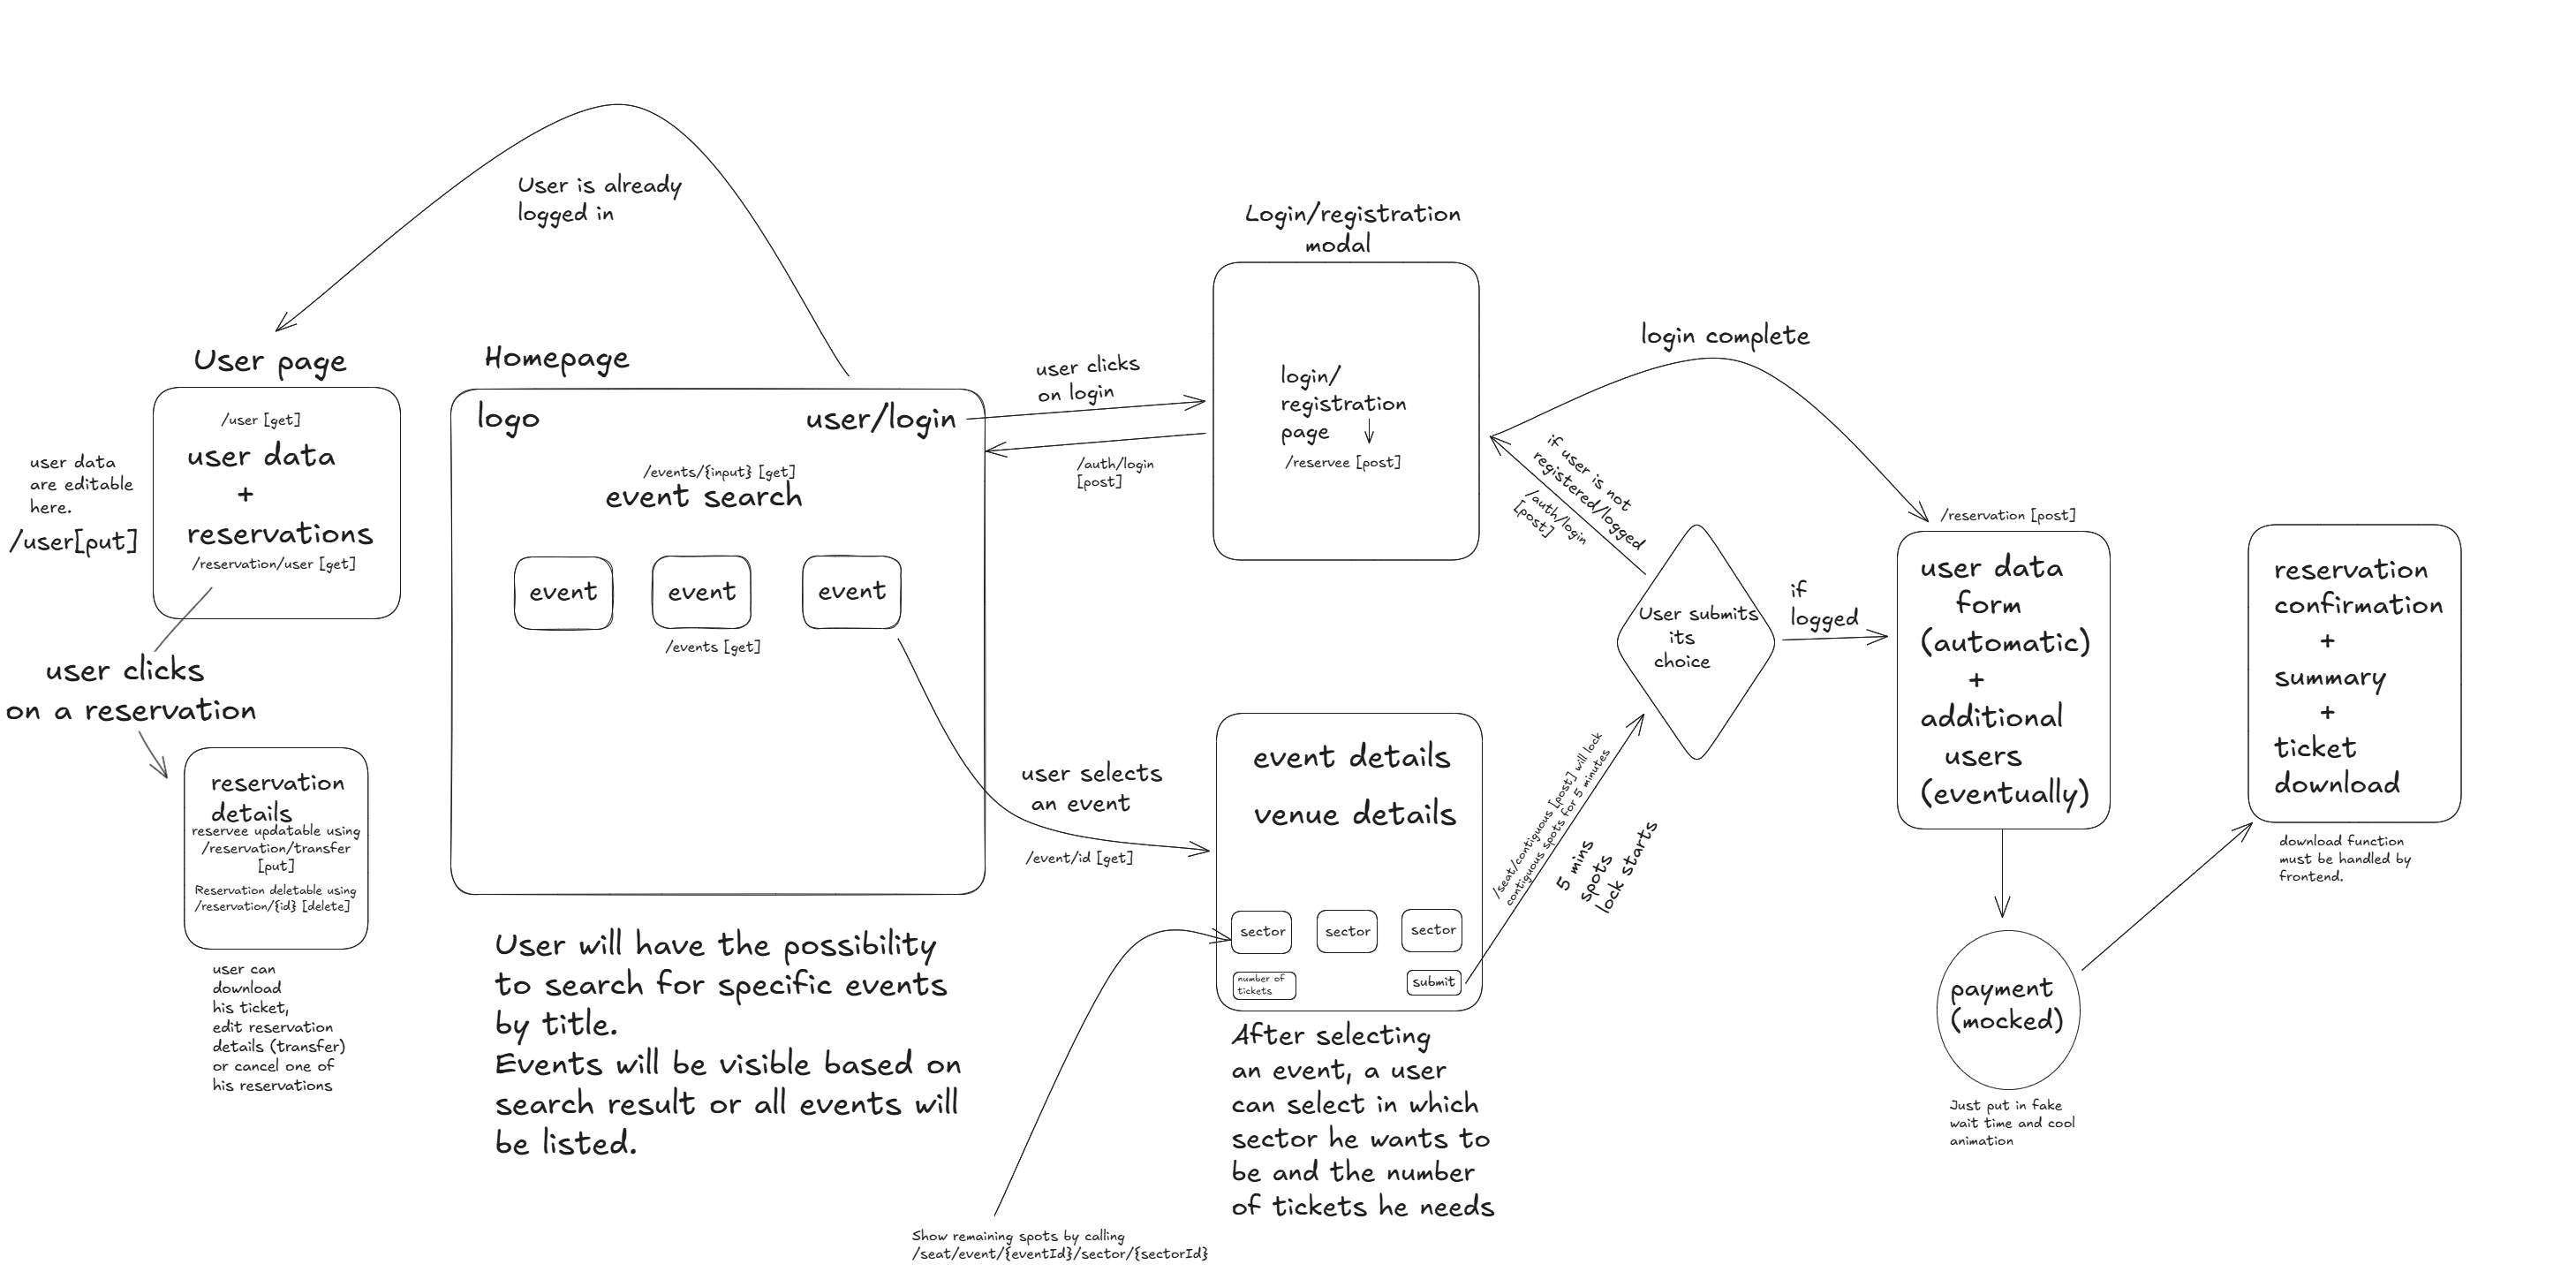 User is already
logged in
User page
/user [get]
user data
+
reservations
/reservation/user [get]
user data
are editable
here.
/user[put]
user clicks
on a reservation
reservation
details
reservee updatable using
/reservation/transfer
[put]
Reservation deletable using
/reservation/{id} [delete]
user can
download
his ticket,
edit reservation
details (transfer)
or cancel one of
his reservations
Homepage
logo
user/login
/events/{input} [get]
event search
event
event
event
/events [get]
User will have the possibility
to search for specific events
by title.
Events will be visible based on
search result or all events will
be listed.
user clicks
on login
/auth/login
[post]
Login/registration
modal
login/
registration
page
/reservee [post]
user selects
an event
/event/id [get]
event details
venue details
sector
sector
sector
number of
tickets
submit
After selecting
an event, a user
can select in which
sector he wants to
be and the number
of tickets he needs
Show remaining spots by calling
/seat/event/{eventId}/sector/{sectorId}
/seat/contiguous [post] will lock
contiguous spots for 5 minutes
5 mins
spots
lock starts
User submits
its
choice
if user is not
registered/logged
/auth/login
[post]
login complete
if
logged
/reservation [post]
user data
form
(automatic)
+
additional
users
(eventually)
payment
(mocked)
Just put in fake
wait time and cool
animation
reservation
confirmation
+
summary
+
ticket
download
download function
must be handled by
frontend.